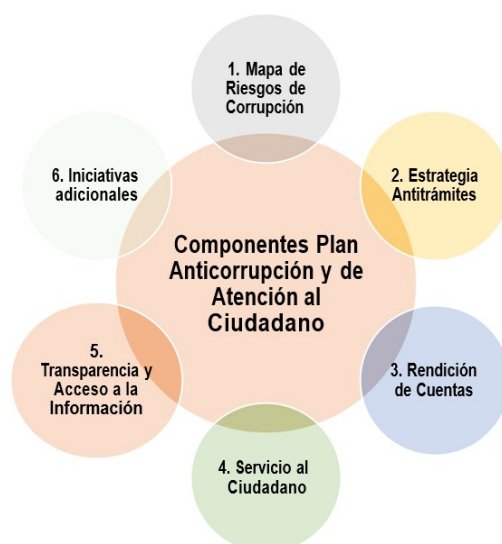 1. Mapa de
Riesgos de
Corrupción
2. Estrategia
Antitrámites
3. Rendición
de Cuentas
4. Servicio al
Ciudadano
5.
Transparencia y
Acceso a la
Información
6. Iniciativas
adicionales
Componentes Plan
Anticorrupción y de
Atención al
Ciudadano